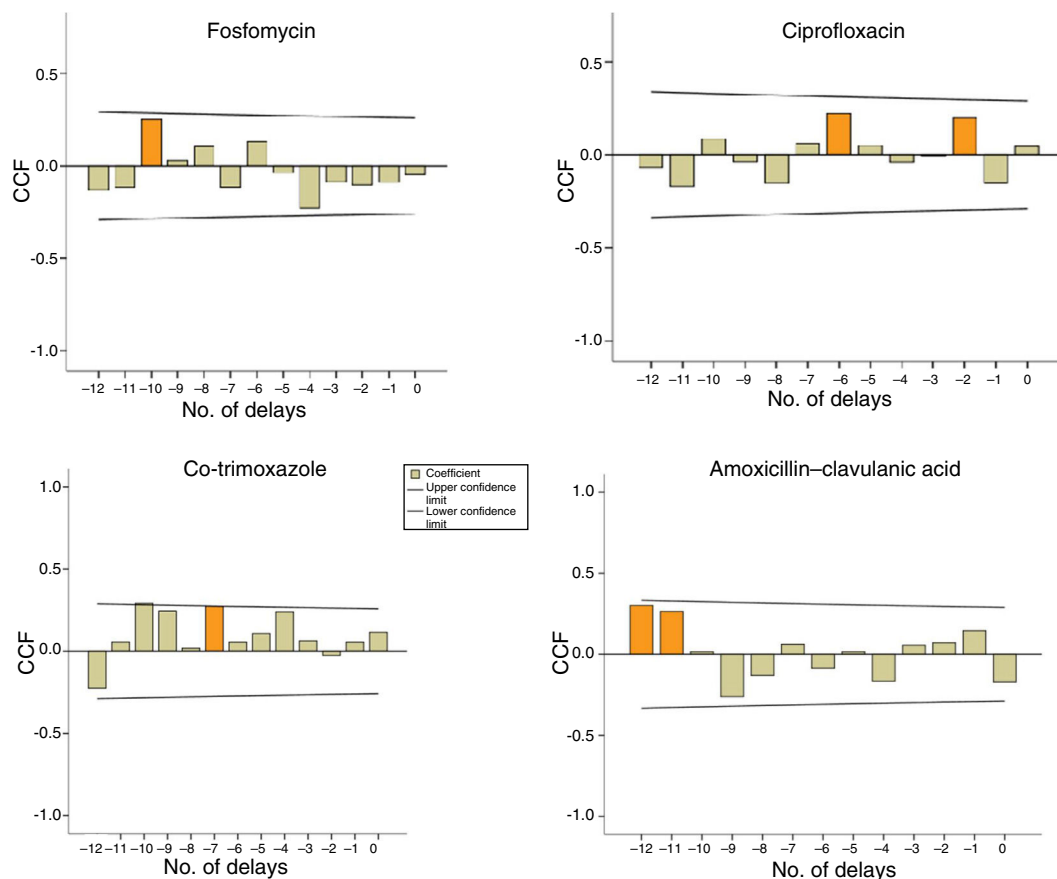 Fosfomycin
0.5
0.0
-0.5
-1.0
CCF
−12 −11 −10 −9 −8 −7 −6 −5 −4 −3 −2 −1 0
No. of delays
Ciprofloxacin
0.5
0.0
-0.5
-1.0
CCF
−12 −11 −10 −9 −8 −7 −6 −5 −4 −3 −2 −1 0
No. of delays
Co-trimoxazole
1.0
0.5
0.0
-0.5
-1.0
CCF
−12 −11 −10 −9 −8 −7 −6 −5 −4 −3 −2 −1 0
No. of delays
Coefficient
Upper confidence
limit
Lower confidence
limit
Amoxicillin–clavulanic acid
1.0
0.5
0.0
-0.5
-1.0
CCF
−12 −11 −10 −9 −8 −7 −6 −5 −4 −3 −2 −1 0
No. of delays